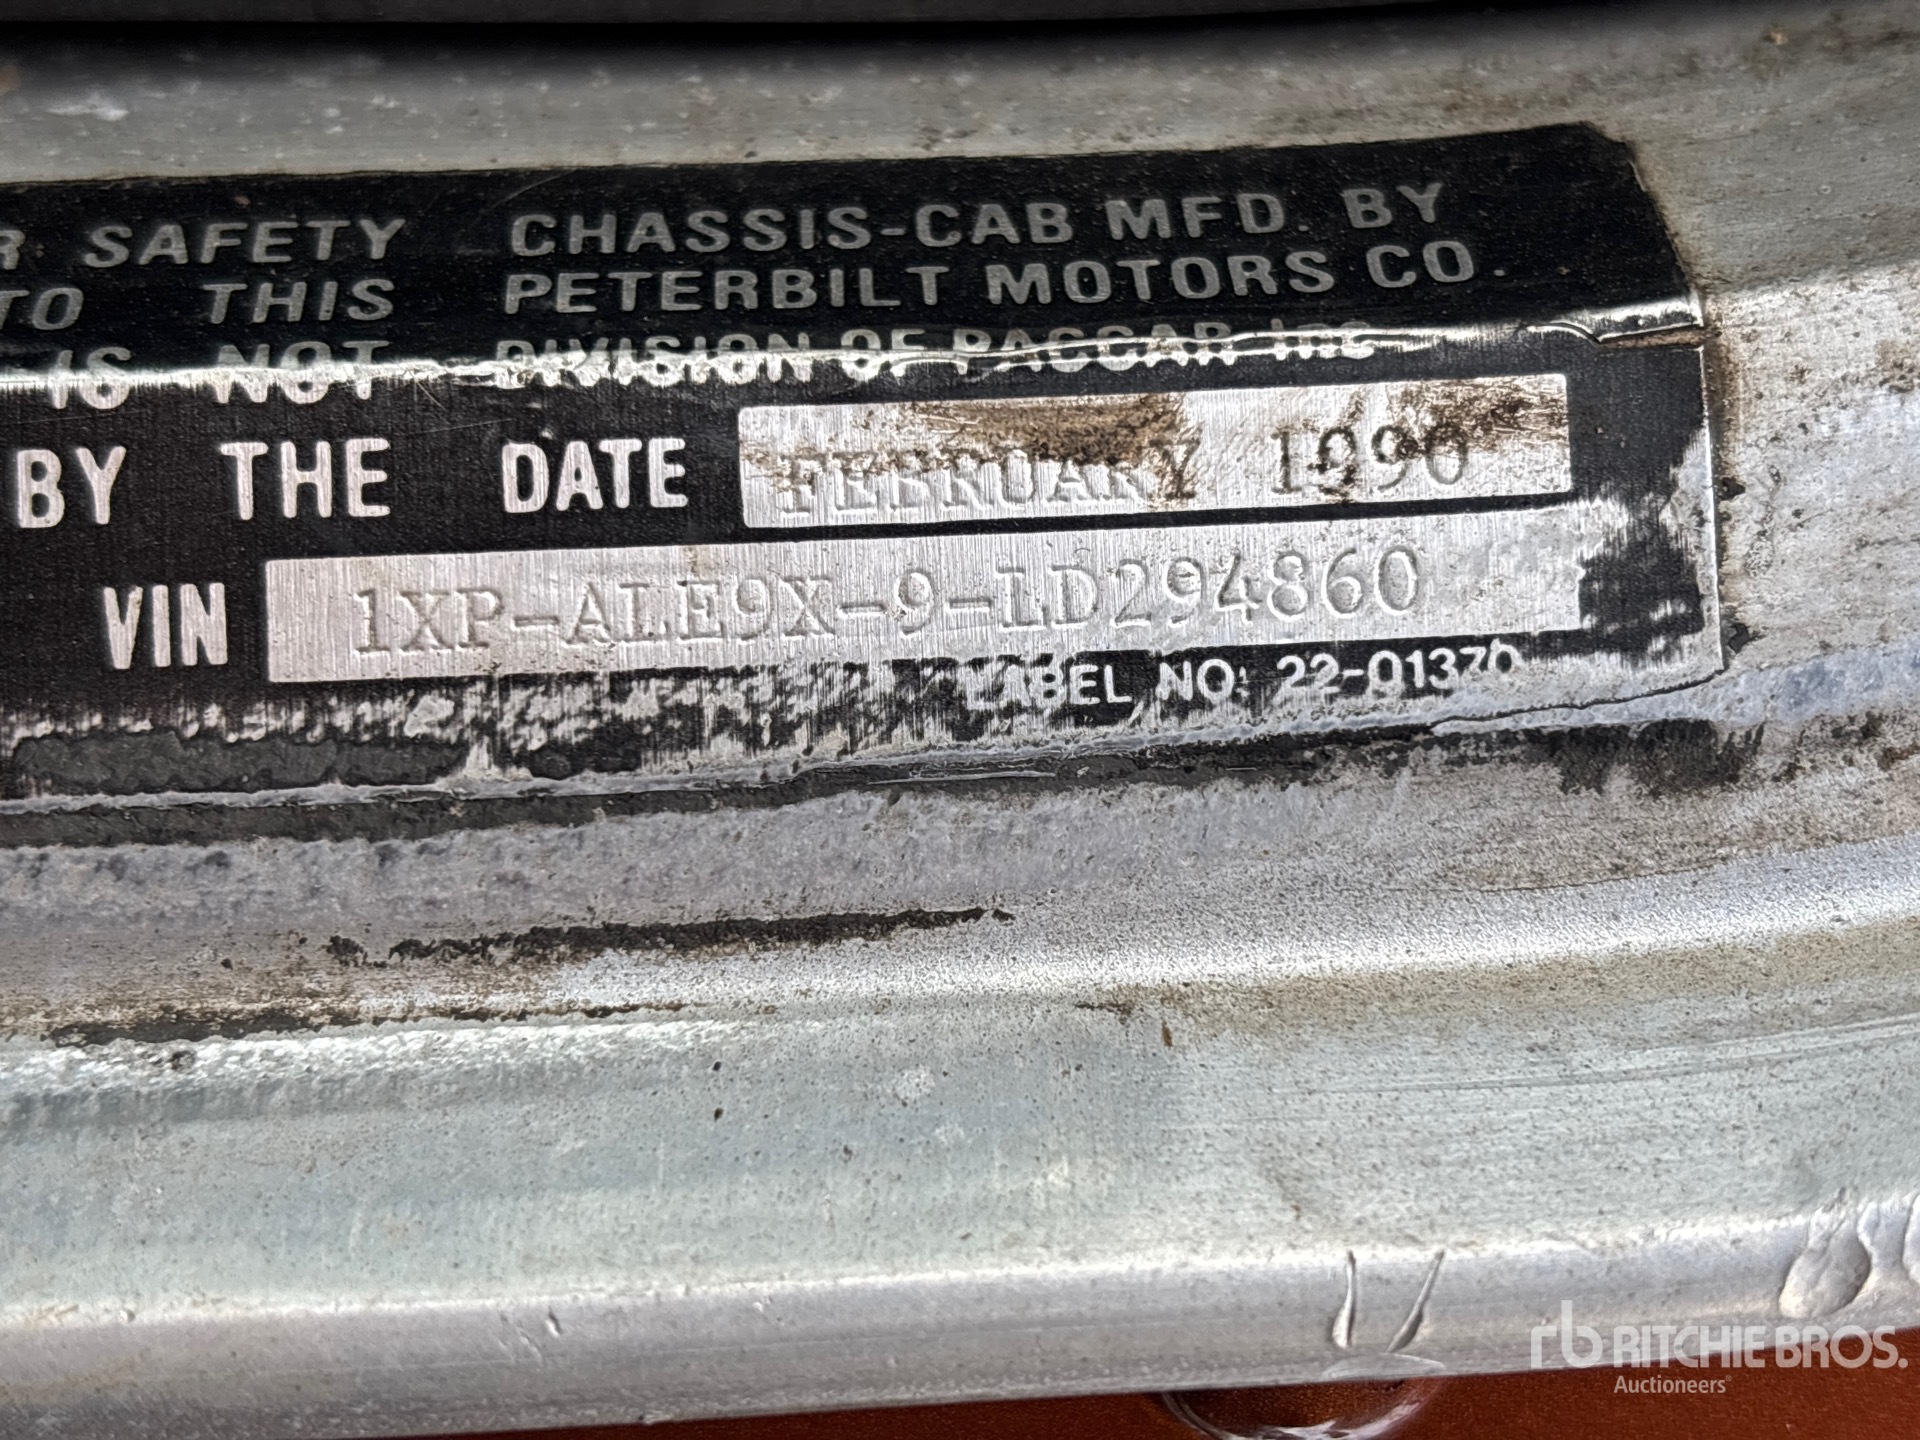 R SAFETY CHASSIS-CAB MFD. BY
TO THIS PETERBILT MOTORS CO.
IS NOT DIVISION OF PACCAR Inc
BY THE DATE FEBRUARY 1990
VIN 1XP-ALE9X-9-LD294860
LABEL NO: 22-01370
rb RITCHIE BROS.
Auctioneers